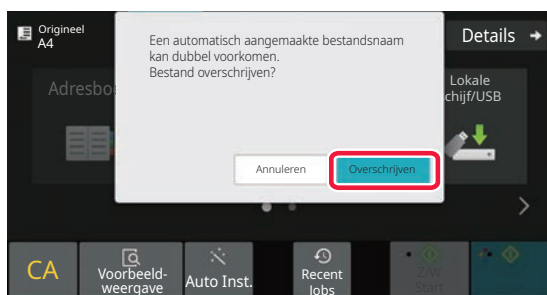 Origineel
A4
Details
Een automatisch aangemaakte bestandsnaam
kan dubbel voorkomen.
Bestand overschrijven?
Adresbo
Lokale
chijf/USB
Annuleren
Overschrijven
CA
Voorbeeld-
weergave
Auto Inst.
Recent
Jobs
Z/W
Start